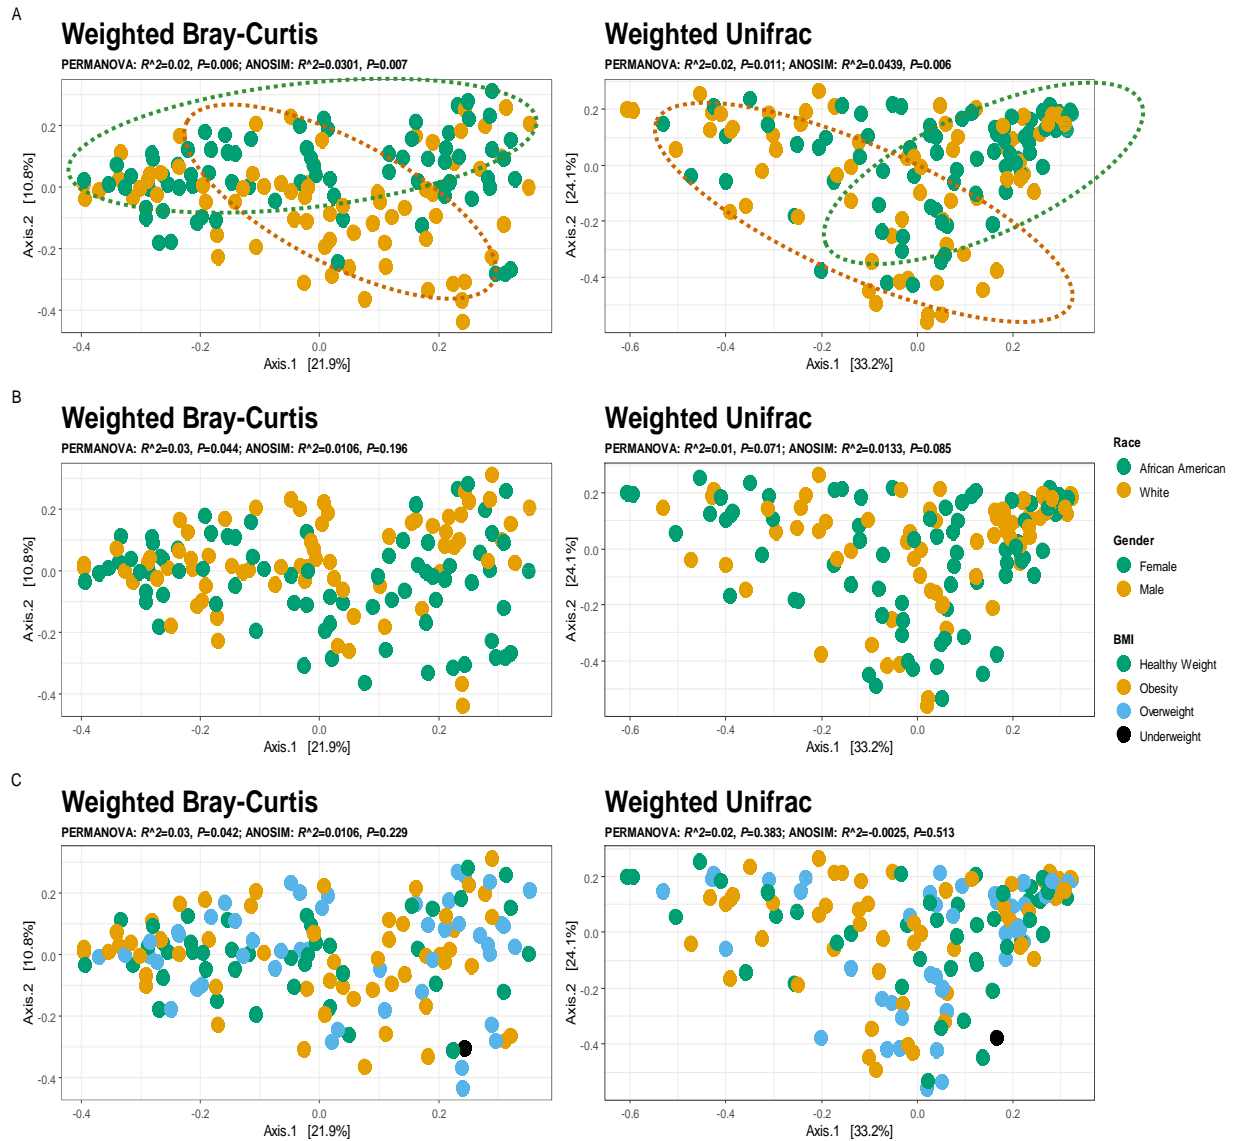 A
Weighted Bray-Curtis
PERMANOVA: R^2=0.02, P=0.006; ANOSIM: R^2=0.0301, P=0.007
0.2
0.0
-0.2
-0.4
Axis.2 [10.8%]
-0.4 -0.2 0.0 0.2
Axis.1 [21.9%]
Weighted Unifrac
PERMANOVA: R^2=0.02, P=0.011; ANOSIM: R^2=0.0439, P=0.006
0.2
0.0
-0.2
-0.4
Axis.2 [24.1%]
-0.6 -0.4 -0.2 0.0 0.2
Axis.1 [33.2%]
B
Weighted Bray-Curtis
PERMANOVA: R^2=0.03, P=0.044; ANOSIM: R^2=0.0106, P=0.196
0.2
0.0
-0.2
-0.4
Axis.2 [10.8%]
-0.4 -0.2 0.0 0.2
Axis.1 [21.9%]
Weighted Unifrac
PERMANOVA: R^2=0.01, P=0.071; ANOSIM: R^2=0.0133, P=0.085
0.2
0.0
-0.2
-0.4
Axis.2 [24.1%]
-0.6 -0.4 -0.2 0.0 0.2
Axis.1 [33.2%]
Race
African American
White
Gender
Female
Male
BMI
Healthy Weight
Obesity
Overweight
Underweight
C
Weighted Bray-Curtis
PERMANOVA: R^2=0.03, P=0.042; ANOSIM: R^2=0.0106, P=0.229
0.2
0.0
-0.2
-0.4
Axis.2 [10.8%]
-0.4 -0.2 0.0 0.2
Axis.1 [21.9%]
Weighted Unifrac
PERMANOVA: R^2=0.02, P=0.383; ANOSIM: R^2=-0.0025, P=0.513
0.2
0.0
-0.2
-0.4
Axis.2 [24.1%]
-0.6 -0.4 -0.2 0.0 0.2
Axis.1 [33.2%]